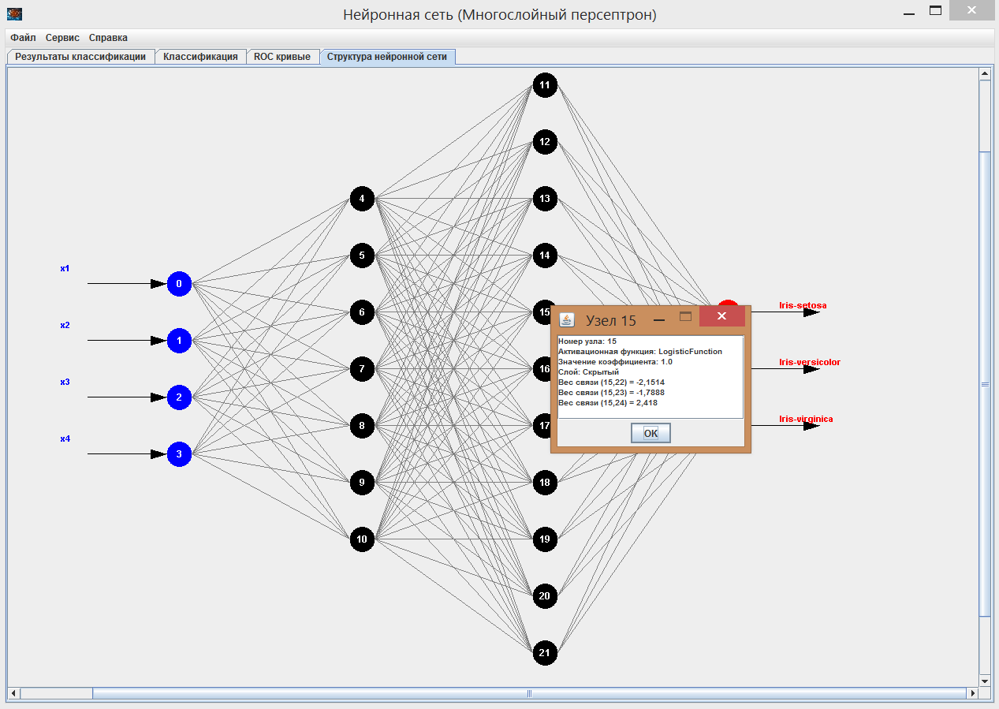 Нейронная сеть (Многослойный персептрон)
Файл Сервис Справка
Результаты классификации Классификация ROC кривые Структура нейронной сети
11
12
4 13
5 14
x1
0
6 15
Iris-setosa
x2
1
7 16
Iris-versicolor
x3
2
8 17
Iris-virginica
x4
3
9 18
10 19
20
21
Узел 15
Номер узла: 15
Активационная функция: LogisticFunction
Значение коэффициента: 1.0
Слой: Скрытый
Вес связи (15,22) = -2,1514
Вес связи (15,23) = -1,7888
Вес связи (15,24) = 2,418
OK